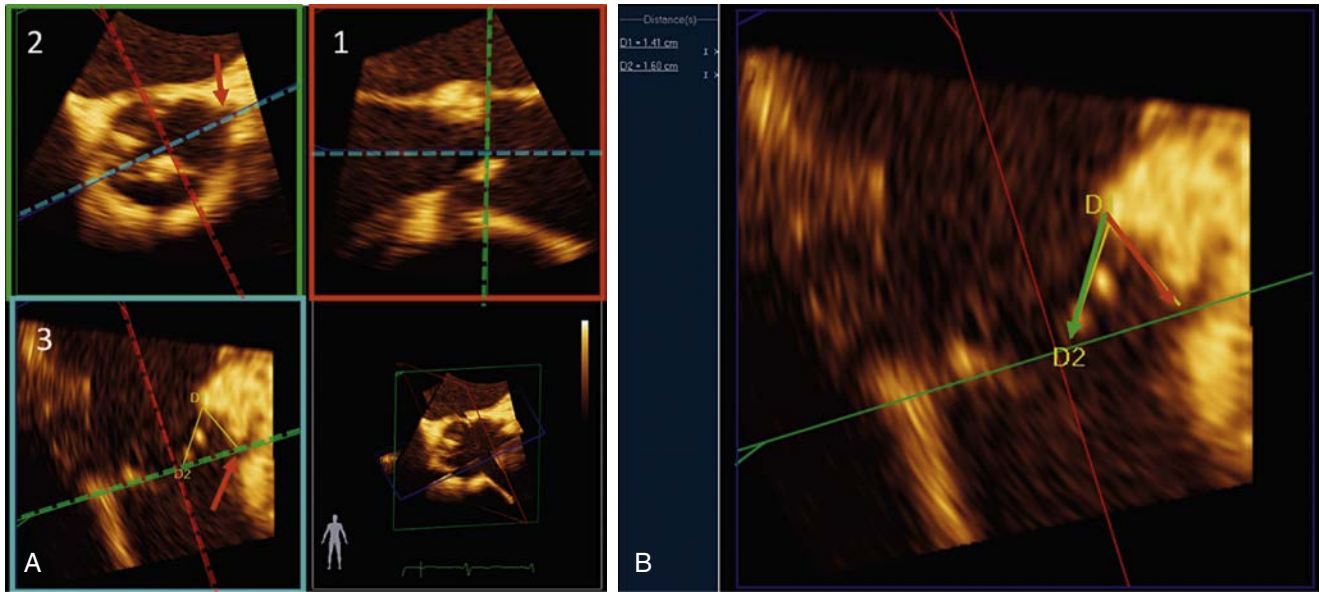 2
1
3
D1
D2
A
Distance(s)
D1 = 1.41 cm
D2 = 1.60 cm
D1
D2
B